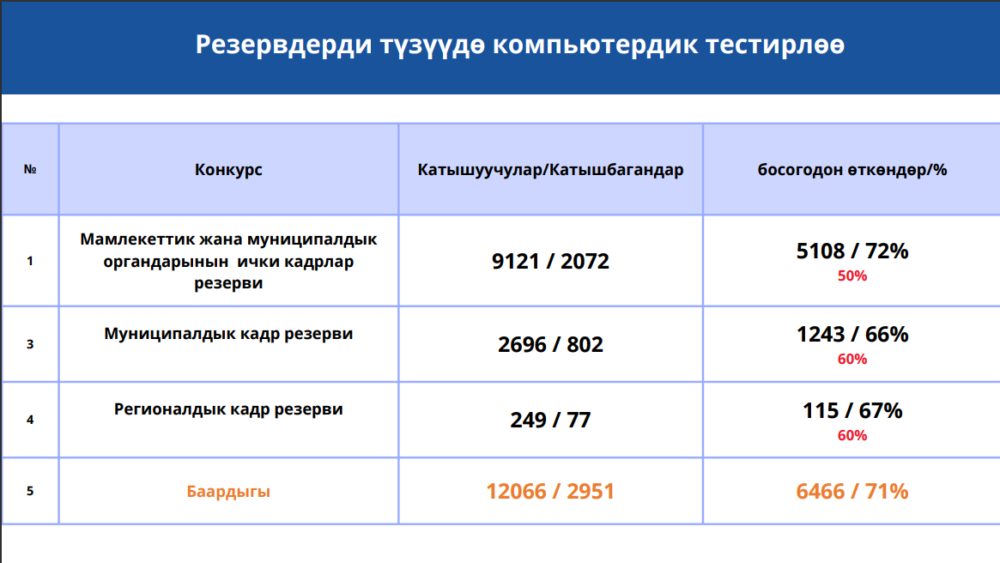 Резервдерди түзүүдө компьютердик тестирлөө
№
Конкурс
Катышуучулар/Катышбагандар
босогодон өткөндөр/%
1
Мамлекеттик жана муниципалдык
органдарынын ички кадрлар
резерви
9121 / 2072
5108 / 72%
50%
3
Муниципалдык кадр резерви
2696 / 802
1243 / 66%
60%
4
Регионалдык кадр резерви
249 / 77
115 / 67%
60%
5
Баардыгы
12066 / 2951
6466 / 71%